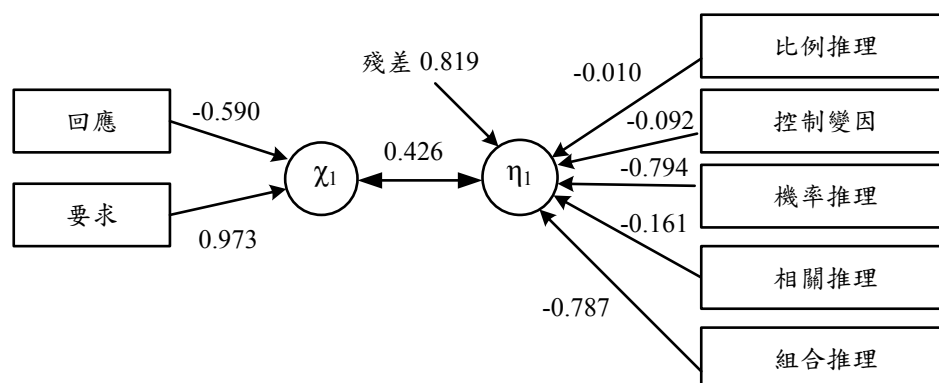 比例推理
殘差 0.819
-0.010
回應
-0.590
-0.092
控制變因
0.426
-0.794
χ1
η1
機率推理
要求
-0.161
0.973
相關推理
-0.787
組合推理